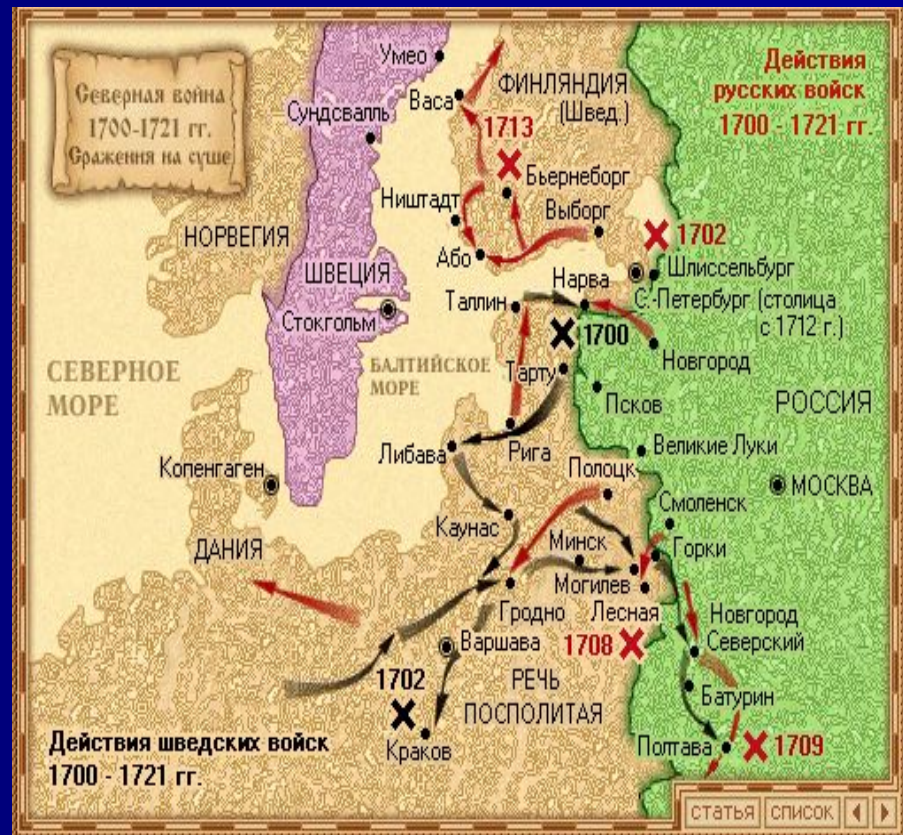 Северная война
1700-1721 гг.
Сражения на суше
Действия
русских войск
1700 - 1721 гг.
Умео
Васа
ФИНЛЯНДИЯ
(Швед.)
Сундсвалль
1713
Бьернеборг
Ништадт
Выборг
1702
НОРВЕГИЯ
Або
Шлиссельбург
ШВЕЦИЯ
Нарва
С.-Петербург (столица
с 1712 г.)
Таллин
Стокгольм
1700
Новгород
СЕВЕРНОЕ
МОРЕ
БАЛТИЙСКОЕ
МОРЕ
Тарту
Псков
РОССИЯ
Либава
Рига
Великие Луки
Копенгаген
Полоцк
МОСКВА
Смоленск
Каунас
ДАНИЯ
Минск
Горки
Могилев
Гродно
Лесная
Новгород
Северский
Варшава
1708
1702
РЕЧЬ
ПОСПОЛИТАЯ
Батурин
Краков
Полтава
1709
Действия шведских войск
1700 - 1721 гг.
статья
список